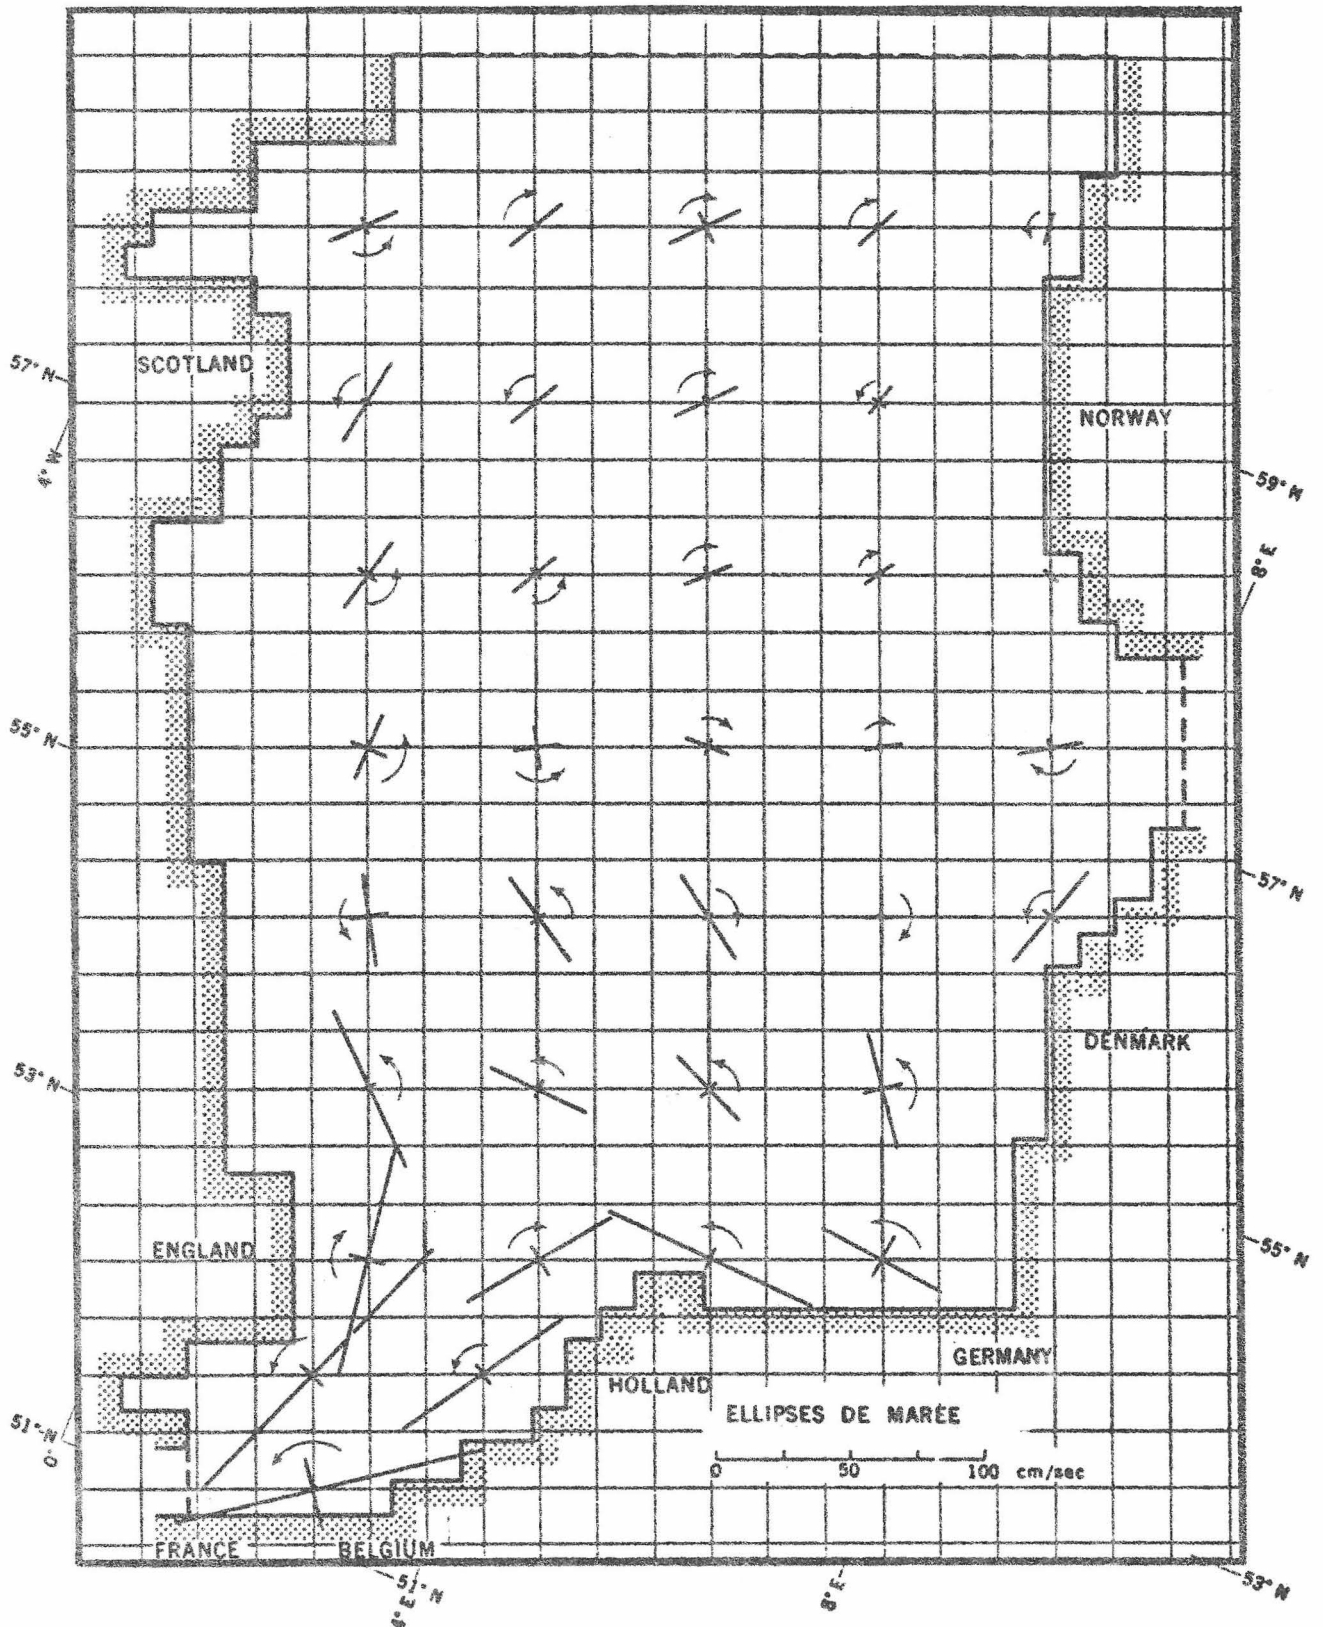 SCOTLAND
57° N
4° W
NORWAY
59° N
8° E
55° N
57° N
53° N
DENMARK
ENGLAND
55° N
GERMANY
HOLLAND
ELLIPSES DE MARÉE
51° N
0°
0 50 100 cm/sec
FRANCE
BELGIUM
51° N
4° E
8° E
53° N